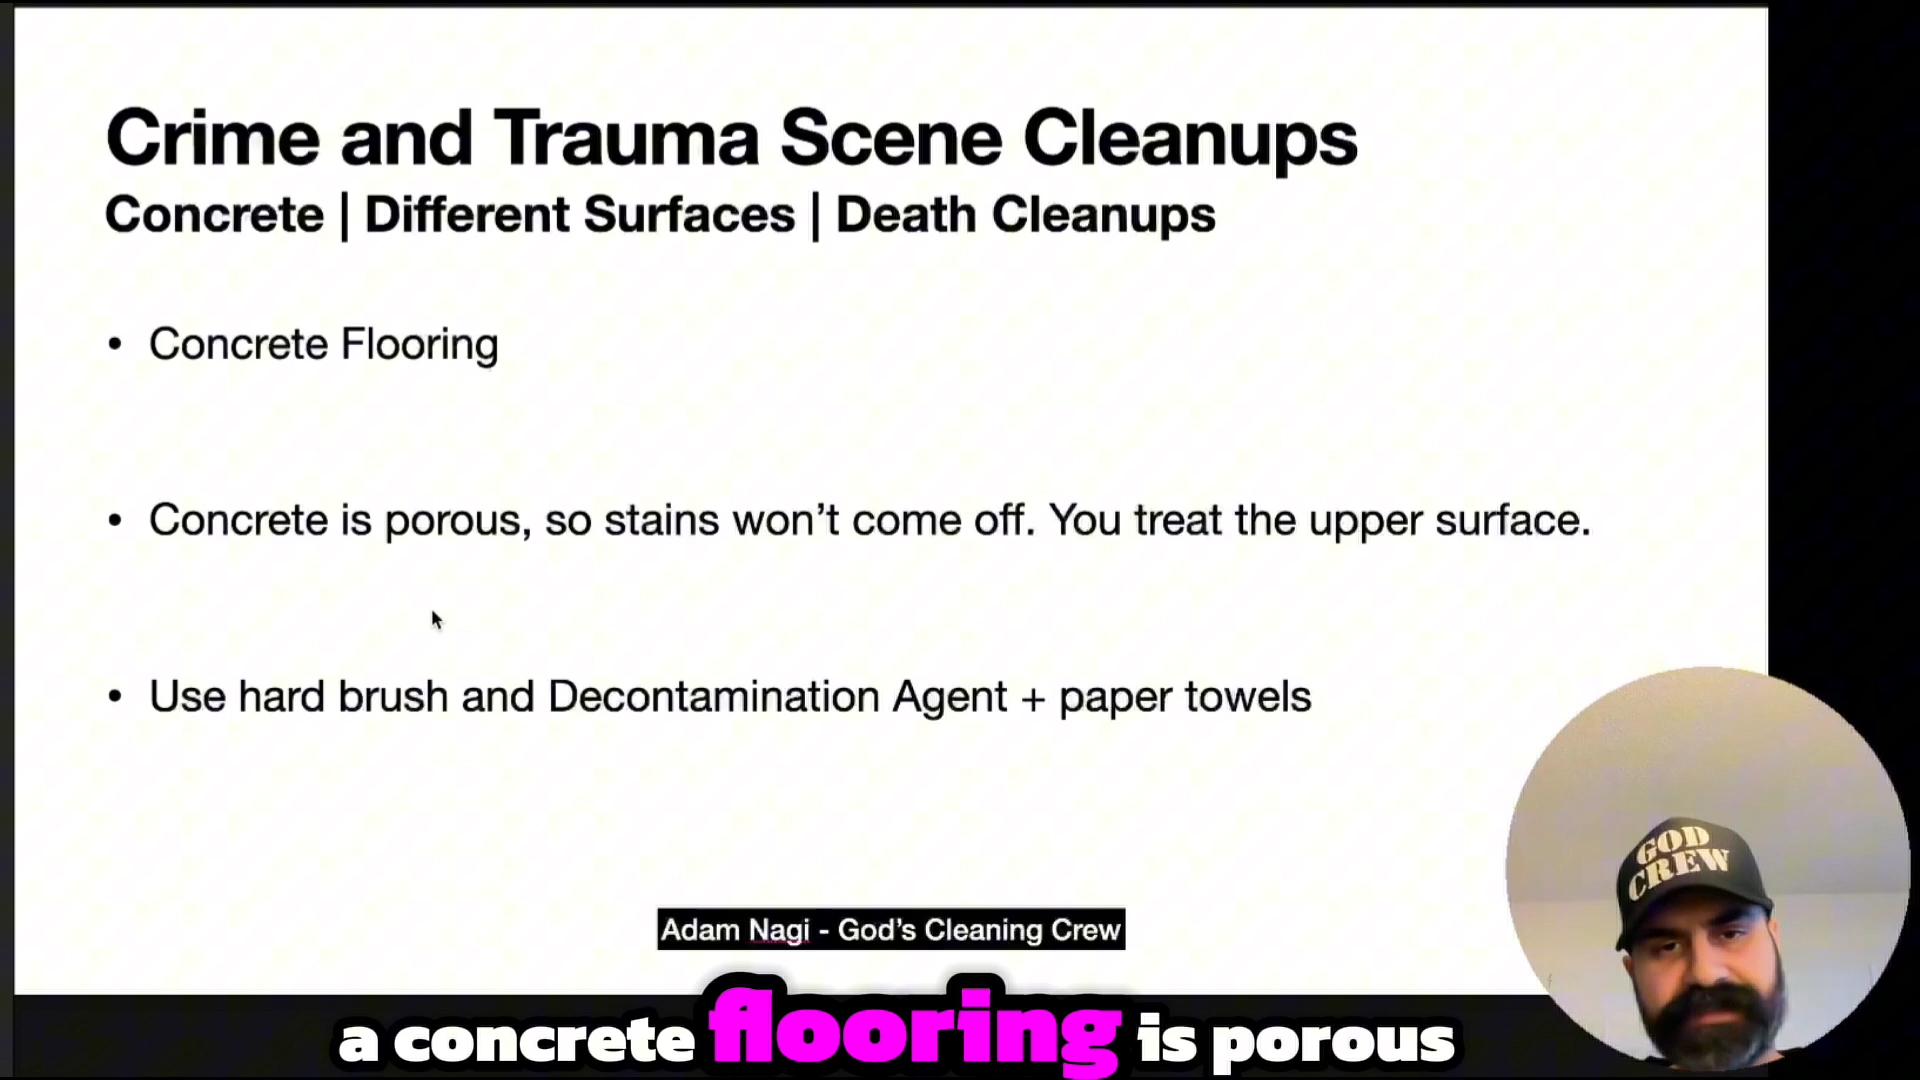 Crime and Trauma Scene Cleanups
Concrete | Different Surfaces | Death Cleanups
• Concrete Flooring
• Concrete is porous, so stains won’t come off. You treat the upper surface.
• Use hard brush and Decontamination Agent + paper towels
GOD
CREW
Adam Nagi - God’s Cleaning Crew
a concrete flooring is porous